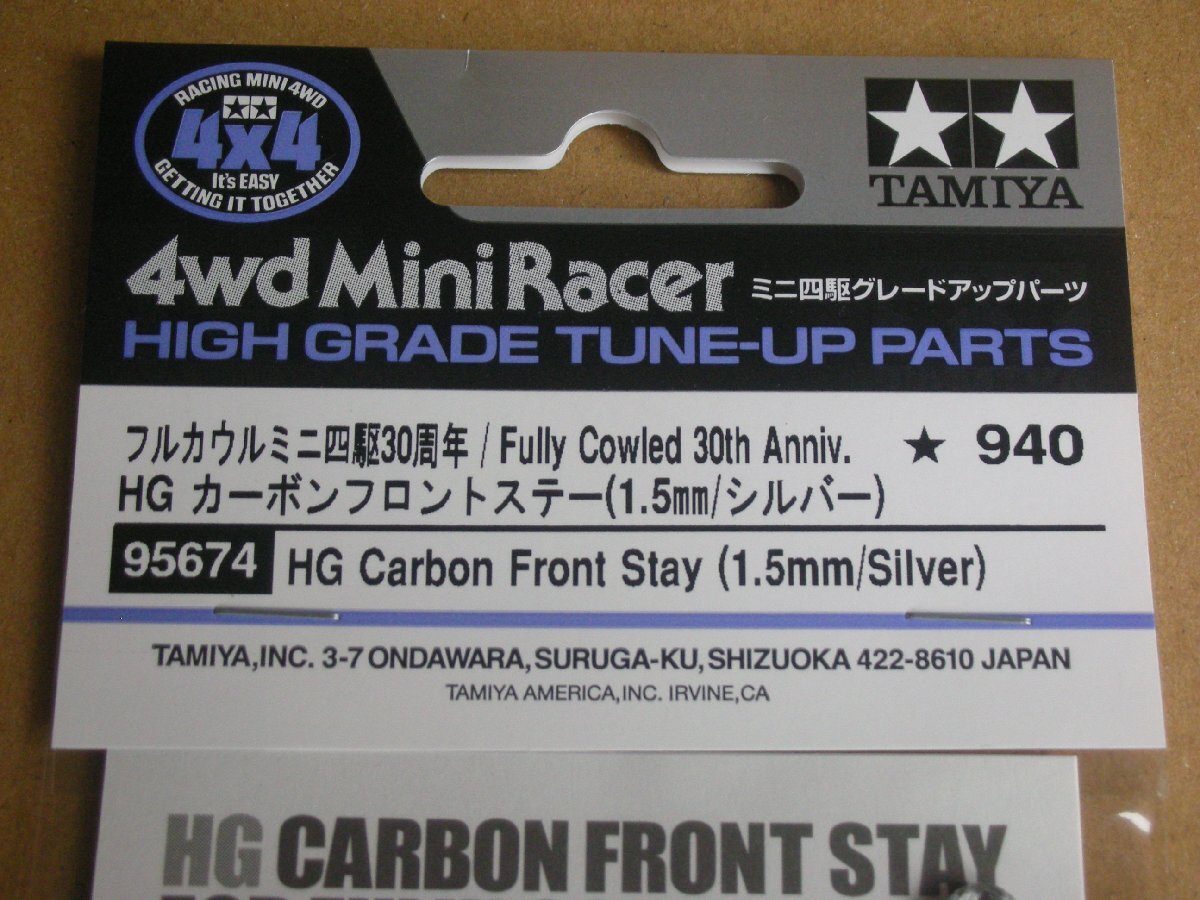 RACING MINI 4WD
4x4
It's EASY
GETTING IT TOGETHER
TAMIYA
4wd Mini Racer ミニ四駆グレードアップパーツ
HIGH GRADE TUNE-UP PARTS
フルカウルミニ四駆30周年 / Fully Cowled 30th Anniv. ★ 940
HG カーボンフロントステー(1.5㎜/シルバー)
95674 HG Carbon Front Stay (1.5mm/Silver)
TAMIYA,INC. 3-7 ONDAWARA, SURUGA-KU, SHIZUOKA 422-8610 JAPAN
TAMIYA AMERICA, INC. IRVINE, CA
HG CARBON FRONT STAY